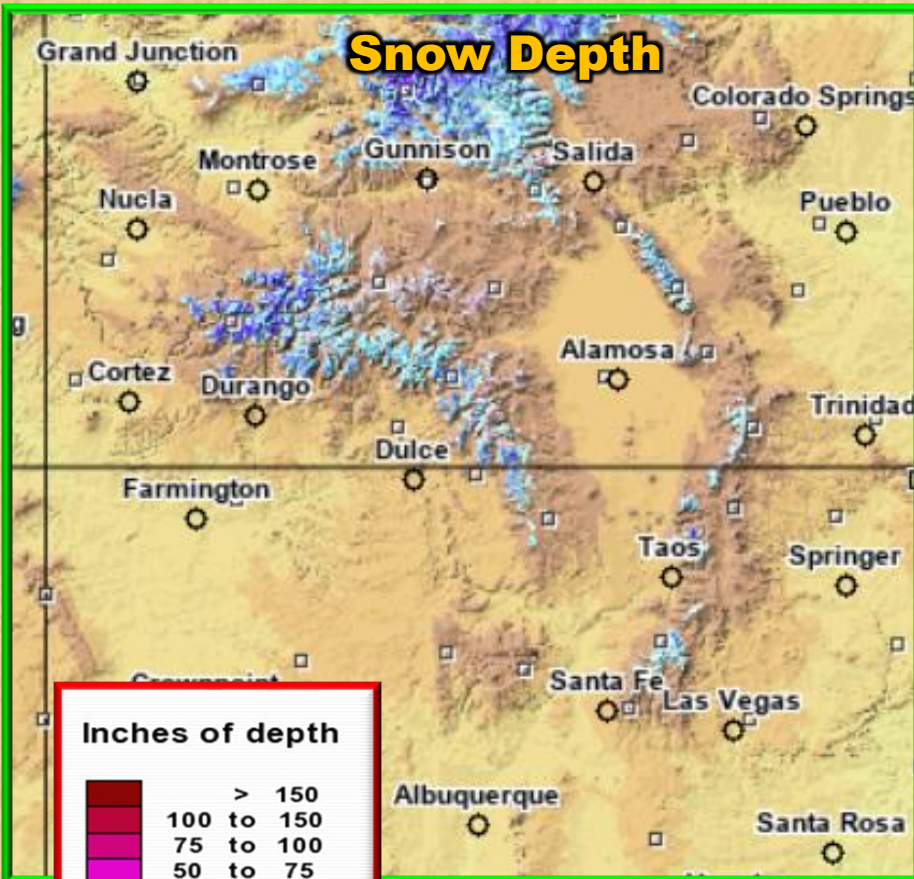 Snow Depth
Grand Junction
Colorado Springs
Gunnison
Salida
Montrose
Nucla
Pueblo
g
Alamosa
Cortez
Durango
Trinidad
Dulce
Farmington
Taos
Springer
Crownpoint
Santa Fe
Las Vegas
Inches of depth
> 150
100 to 150
75 to 100
50 to 75
Albuquerque
Santa Rosa